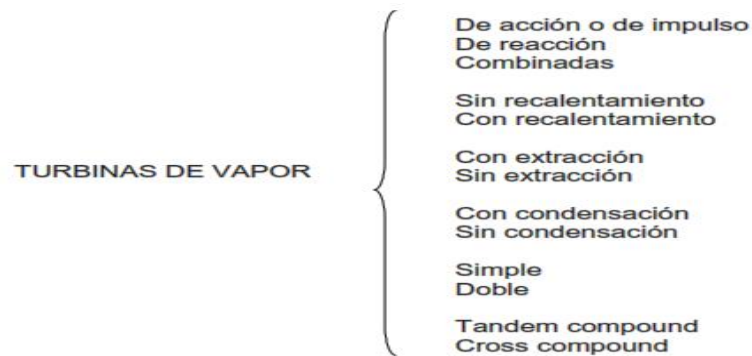 TURBINAS DE VAPOR
De acción o de impulso
De reacción
Combinadas
Sin recalentamiento
Con recalentamiento
Con extracción
Sin extracción
Con condensación
Sin condensación
Simple
Doble
Tandem compound
Cross compound